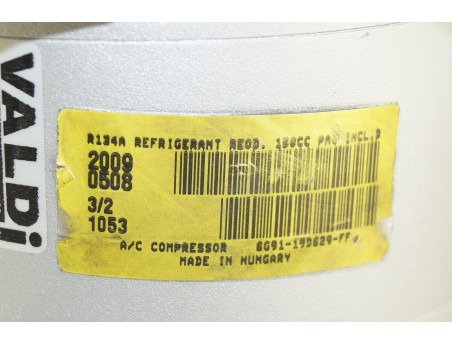 VALDi
R134A REFRIGERANT REQD. 150CC PAG INCL.D
2009
0508
3/2
1053
A/C COMPRESSOR 6G91-19D629-FF
MADE IN HUNGARY